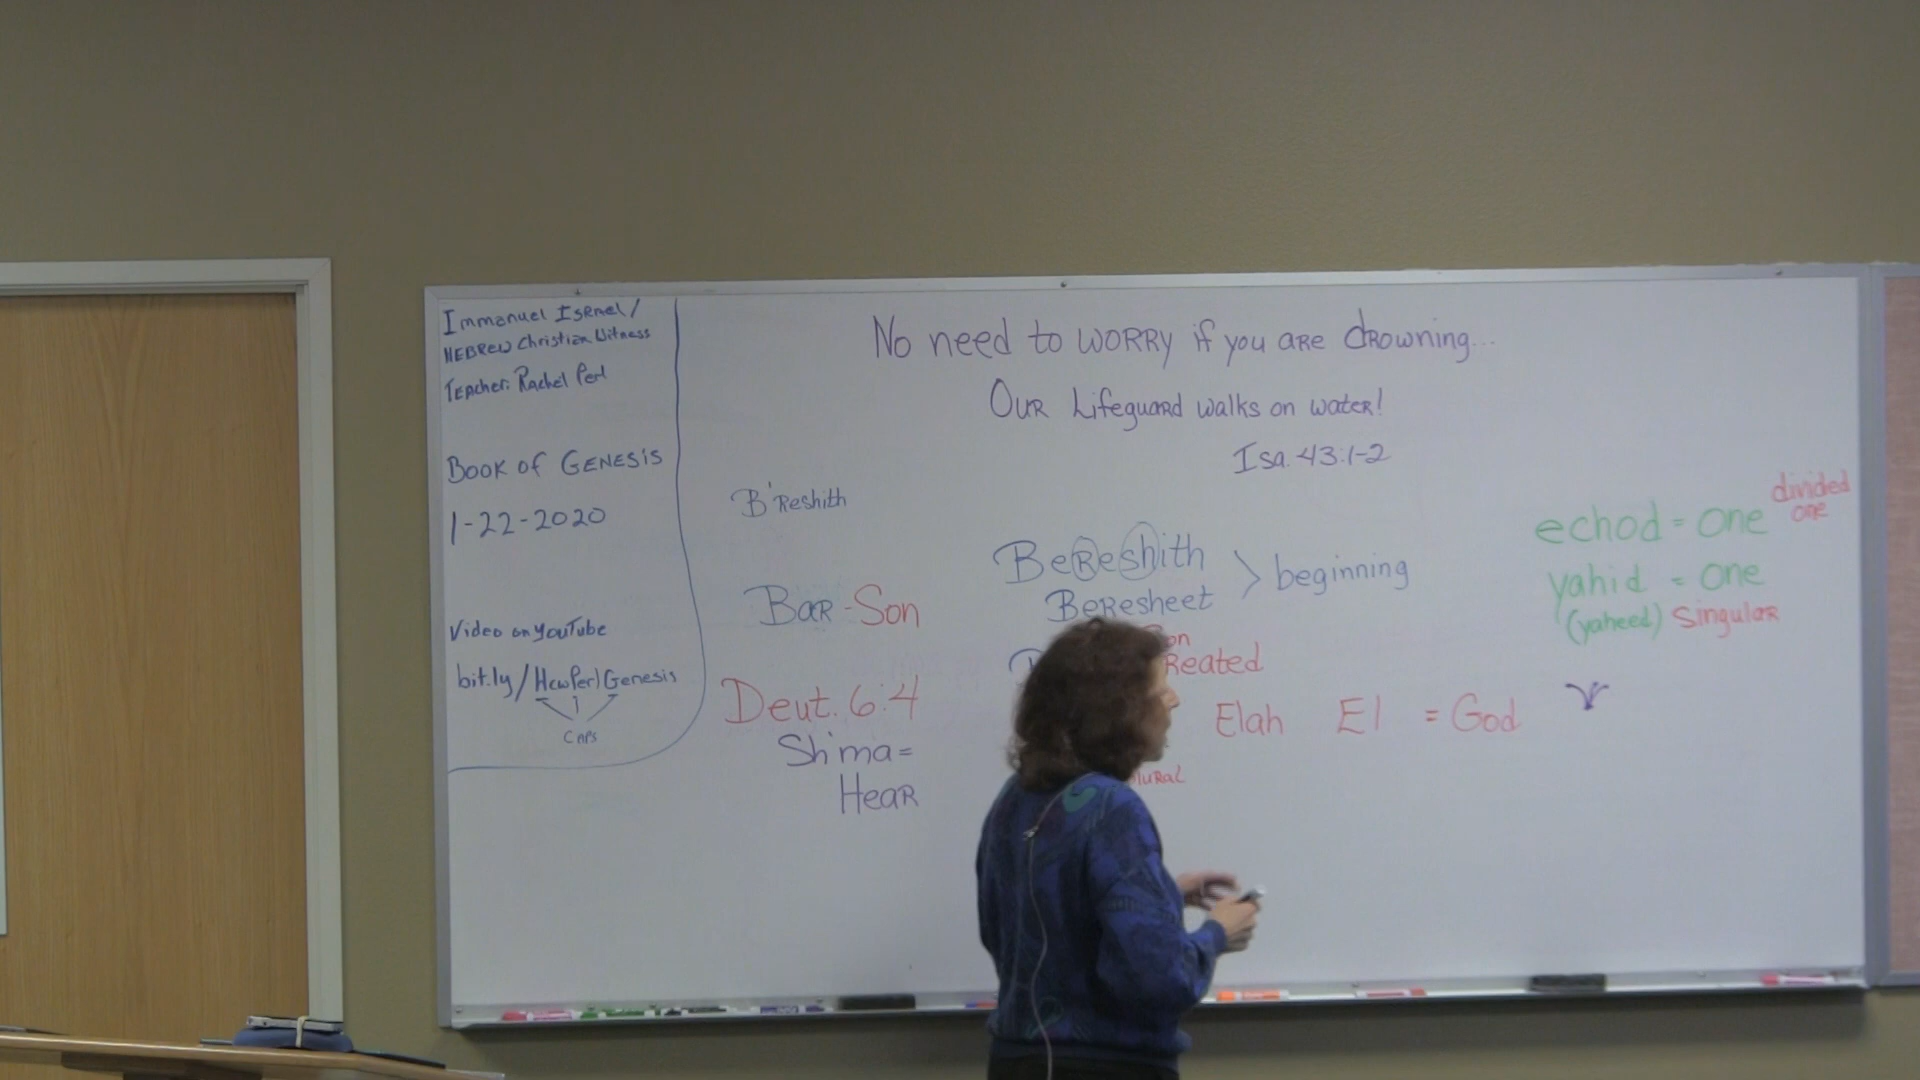 Immanuel Israel/
HEBREW Christian Witness
Teacher: Rachel Perl
Book of Genesis
1-22-2020
Video on YouTube
bit.ly/HcwPerlGenesis
CAPS
No need to worry if you are drowning...
Our Lifeguard walks on water!
Isa. 43:1-2
B'Reshith
BeReshith
Beresheet
> beginning
Bar - Son
Reated
Deut. 6:4
Sh'ma =
Hear
Elah El = God
echod = one divided one
yahid = one
(yaheed) Singular